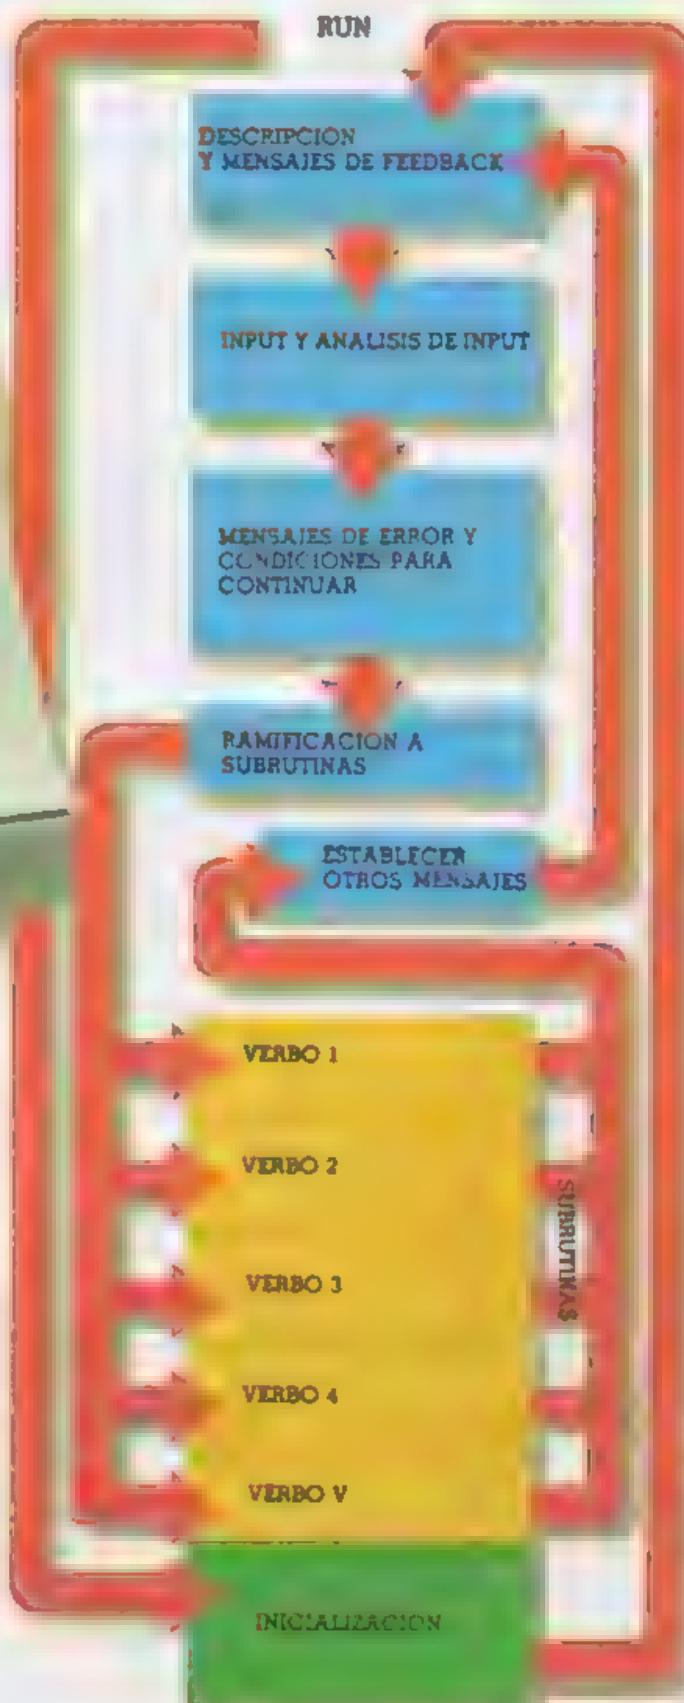 RUN
DESCRIPCION
Y MENSAJES DE FEEDBACK
INPUT Y ANALISIS DE INPUT
MENSAJES DE ERROR Y
CONDICIONES PARA
CONTINUAR
RAMIFICACION A
SUBRUTINAS
ESTABLECER
OTROS MENSAJES
VERBO 1
VERBO 2
VERBO 3
VERBO 4
VERBO V
SUBRUTINAS
INICIALIZACION